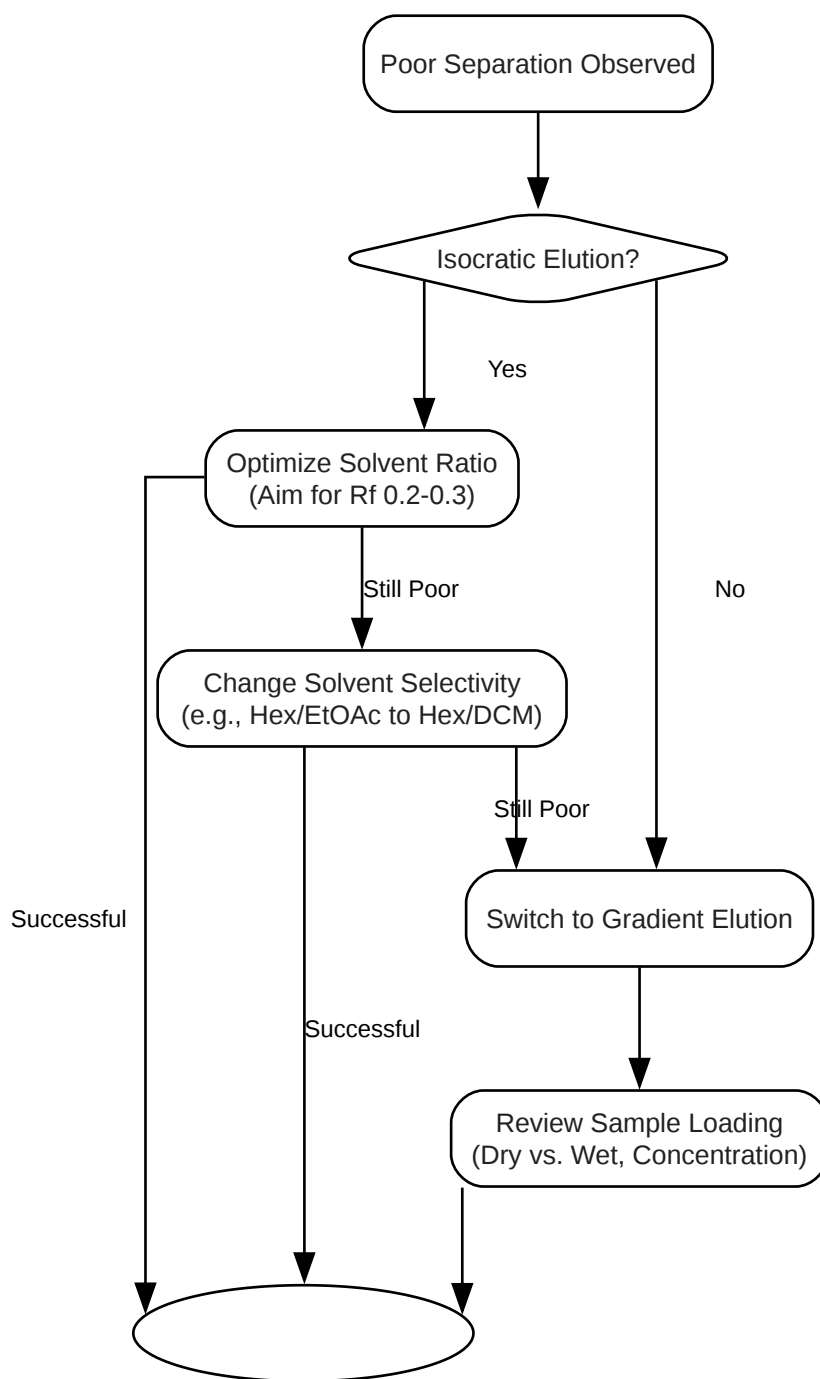 Poor Separation Observed
Isocratic Elution?
Yes
Optimize Solvent Ratio
(Aim for Rf 0.2-0.3)
Still Poor
No
Change Solvent Selectivity
(e.g., Hex/EtOAc to Hex/DCM)
Still Poor
Switch to Gradient Elution
Successful
Successful
Review Sample Loading
(Dry vs. Wet, Concentration)